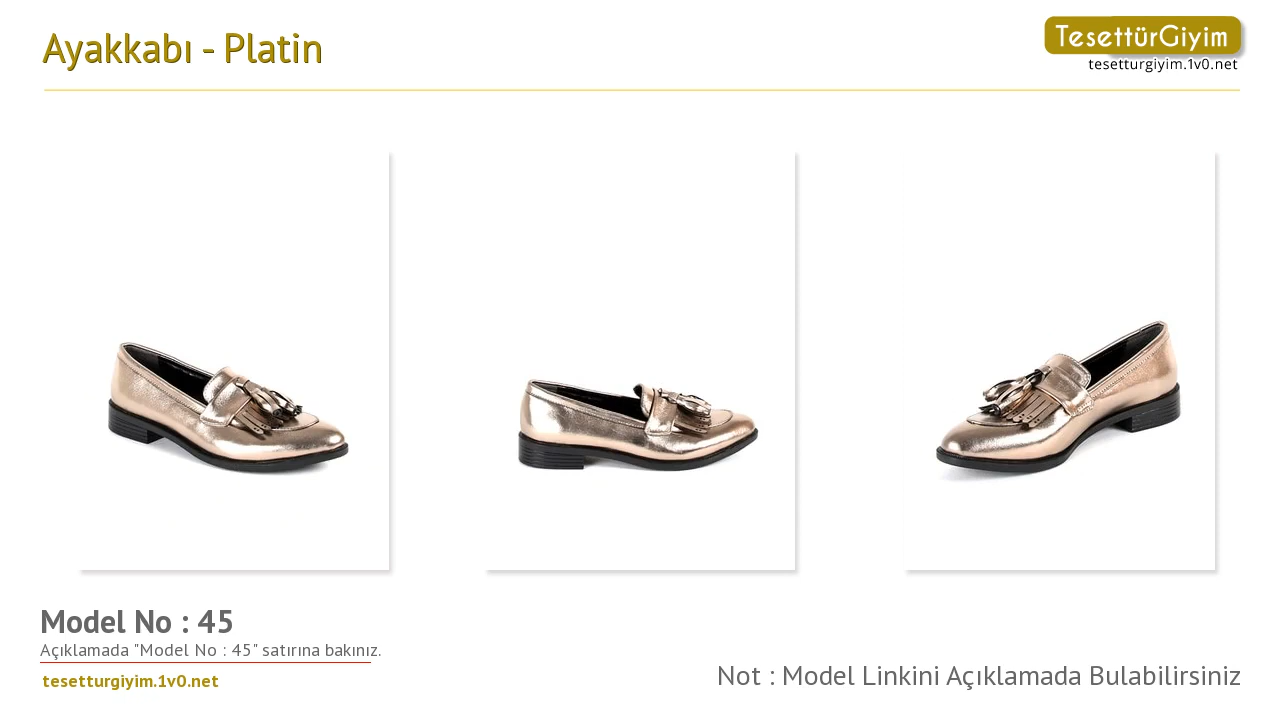 Ayakkabı - Platin
TesettürGiyim
tesetturgiyim.1v0.net
Model No : 45
Açıklamada "Model No : 45" satırına bakınız.
tesetturgiyim.1v0.net
Not : Model Linkini Açıklamada Bulabilirsiniz